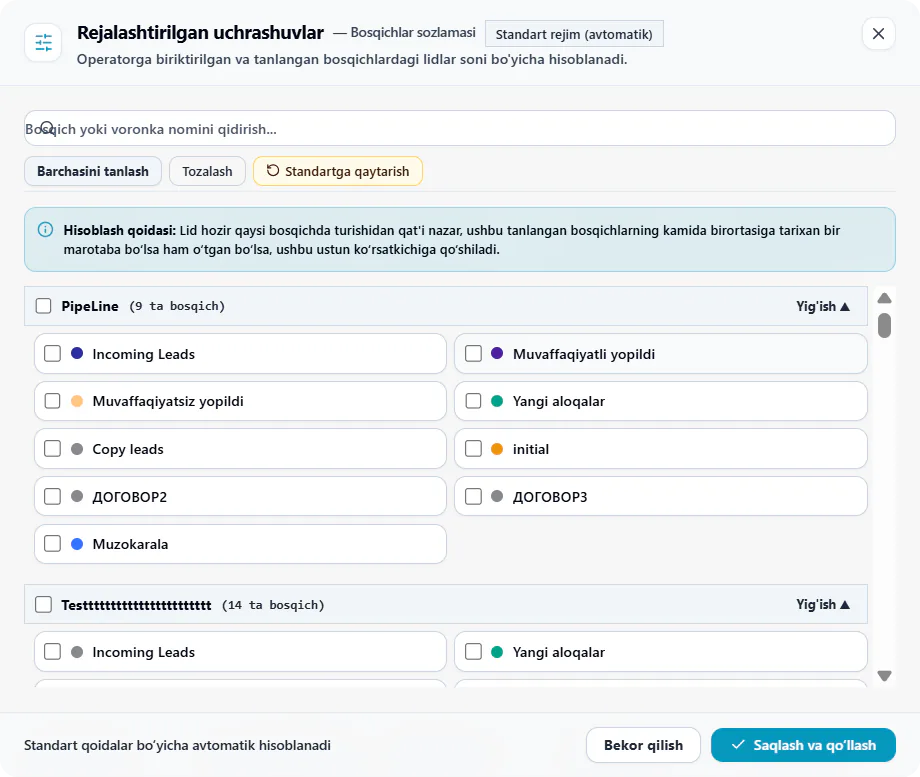 Rejalashtirilgan uchrashuvlar — Bosqichlar sozlamasi Standart rejim (avtomatik)
Operatorga biriktirilgan va tanlangan bosqichlardagi lidlar soni bo'yicha hisoblanadi.
Bosqich yoki voronka nomini qidirish...
Barchasini tanlash Tozalash Standartga qaytarish
Hisoblash qoidasi: Lid hozir qaysi bosqichda turishidan qat'i nazar, ushbu tanlangan bosqichlarning kamida birortasiga tarixan bir
marotaba bo‘lsa ham o‘tgan bo‘lsa, ushbu ustun ko‘rsatkichiga qo‘shiladi.
PipeLine (9 ta bosqich) Yig'ish ▲
Incoming Leads Muvaffaqiyatli yopildi
Muvaffaqiyatsiz yopildi Yangi aloqalar
Copy leads initial
ДОГОВОР2 ДОГОВОР3
Muzokarala
Testttttttttttttttttttttttt (14 ta bosqich) Yig'ish ▲
Incoming Leads Yangi aloqalar
Standart qoidalar bo‘yicha avtomatik hisoblanadi Bekor qilish Saqlash va qo‘llash